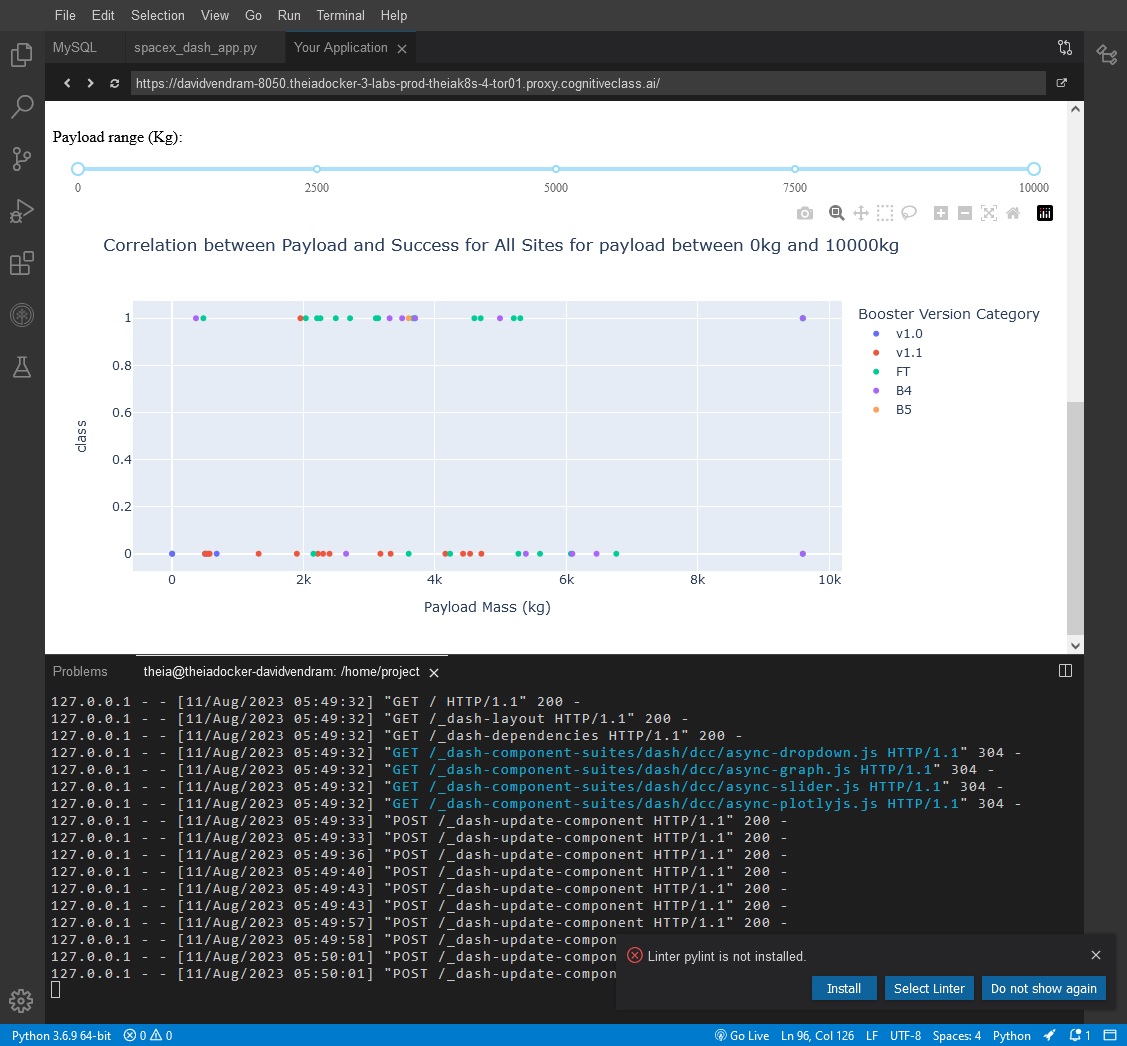 File Edit Selection View Go Run Terminal Help
MySQL spacex_dash_app.py Your Application
https://davidvendram-8050.theiadocker-3-labs-prod-theiak8s-4-tor01.proxy.cognitiveclass.ai/
Payload range (Kg):
0 2500 5000 7500 10000
Correlation between Payload and Success for All Sites for payload between 0kg and 10000kg
Booster Version Category
v1.0
v1.1
FT
B4
B5
1
0.8
0.6
0.4
0.2
0
class
0 2k 4k 6k 8k 10k
Payload Mass (kg)
Problems theia@theiadocker-davidvendram: /home/project
127.0.0.1 - - [11/Aug/2023 05:49:32] "GET / HTTP/1.1" 200 -
127.0.0.1 - - [11/Aug/2023 05:49:32] "GET /_dash-layout HTTP/1.1" 200 -
127.0.0.1 - - [11/Aug/2023 05:49:32] "GET /_dash-dependencies HTTP/1.1" 200 -
127.0.0.1 - - [11/Aug/2023 05:49:32] "GET /_dash-component-suites/dash/dcc/async-dropdown.js HTTP/1.1" 304 -
127.0.0.1 - - [11/Aug/2023 05:49:32] "GET /_dash-component-suites/dash/dcc/async-graph.js HTTP/1.1" 304 -
127.0.0.1 - - [11/Aug/2023 05:49:32] "GET /_dash-component-suites/dash/dcc/async-slider.js HTTP/1.1" 304 -
127.0.0.1 - - [11/Aug/2023 05:49:32] "GET /_dash-component-suites/dash/dcc/async-plotlyjs.js HTTP/1.1" 304 -
127.0.0.1 - - [11/Aug/2023 05:49:33] "POST /_dash-update-component HTTP/1.1" 200 -
127.0.0.1 - - [11/Aug/2023 05:49:33] "POST /_dash-update-component HTTP/1.1" 200 -
127.0.0.1 - - [11/Aug/2023 05:49:36] "POST /_dash-update-component HTTP/1.1" 200 -
127.0.0.1 - - [11/Aug/2023 05:49:40] "POST /_dash-update-component HTTP/1.1" 200 -
127.0.0.1 - - [11/Aug/2023 05:49:43] "POST /_dash-update-component HTTP/1.1" 200 -
127.0.0.1 - - [11/Aug/2023 05:49:43] "POST /_dash-update-component HTTP/1.1" 200 -
127.0.0.1 - - [11/Aug/2023 05:49:57] "POST /_dash-update-component HTTP/1.1" 200 -
127.0.0.1 - - [11/Aug/2023 05:49:58] "POST /_dash-update-compon
127.0.0.1 - - [11/Aug/2023 05:50:01] "POST /_dash-update-compon
127.0.0.1 - - [11/Aug/2023 05:50:01] "POST /_dash-update-compon
Linter pylint is not installed.
Install Select Linter Do not show again
Python 3.6.9 64-bit 0 0 Go Live Ln 96, Col 126 LF UTF-8 Spaces: 4 Python 1